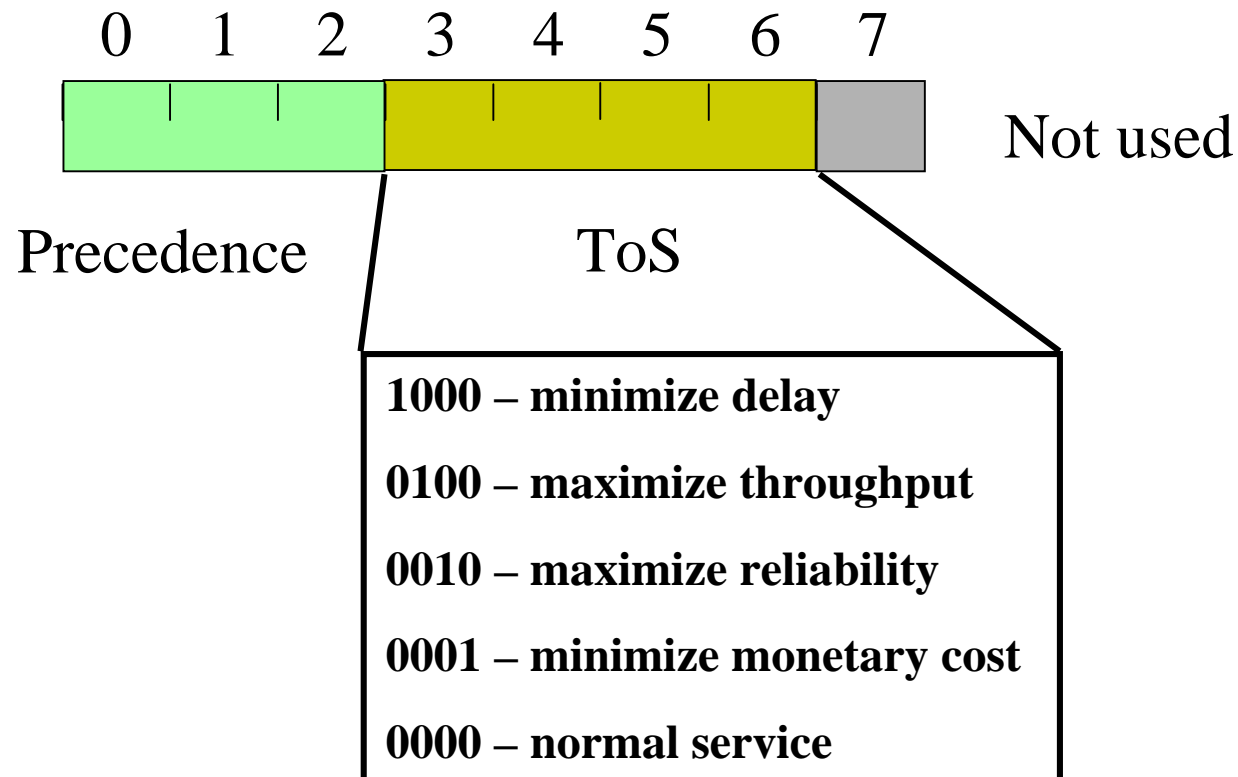 0 1 2 3 4 5 6 7
Not used
Precedence ToS
1000 – minimize delay
0100 – maximize throughput
0010 – maximize reliability
0001 – minimize monetary cost
0000 – normal service